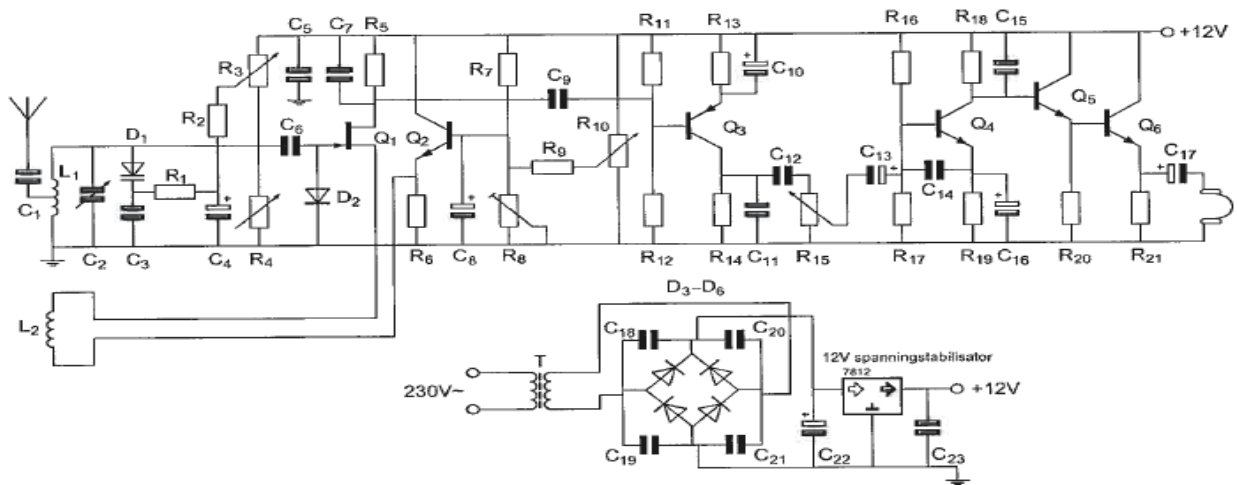 R11 R13 R16 R18 C15
C5 C7 R5 +12V
R3 R7 C9 C10
R2 R10 Q5
D1 C6 Q1 Q2 Q3 Q4 Q6
L1 R1 R9 C12 C13 C17
C1 D2 C14
C2 C3 C4 R4 R6 C8 R8 R12 R14 C11 R15 R17 R19 C16 R20 R21
D3–D6
L2 C18 C20
12V spanningstabilisator
T 7812
230V~ +12V
C19 C21 C22 C23
+
+
+
+
+
+
+